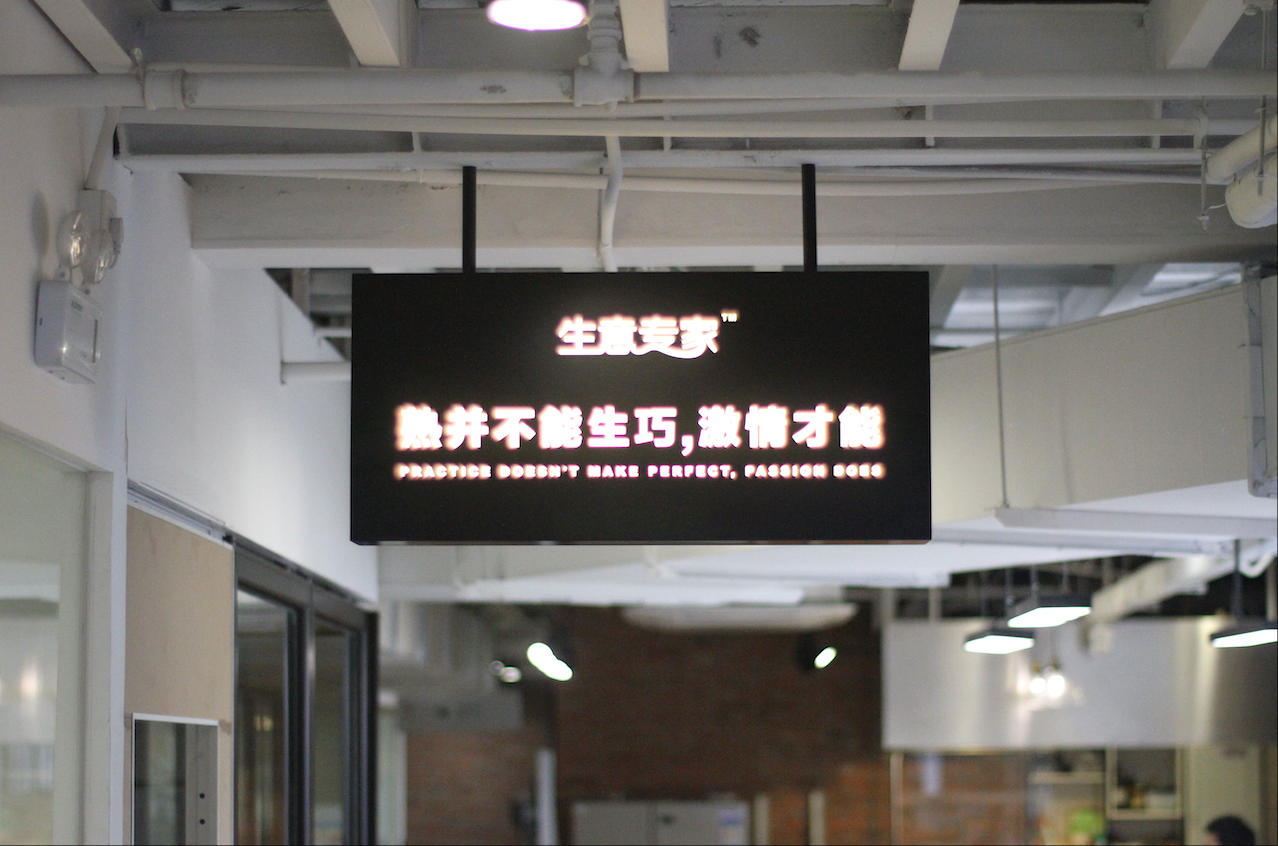 生意专家™
熟并不能生巧,激情才能
PRACTICE DOESN'T MAKE PERFECT, PASSION DOES